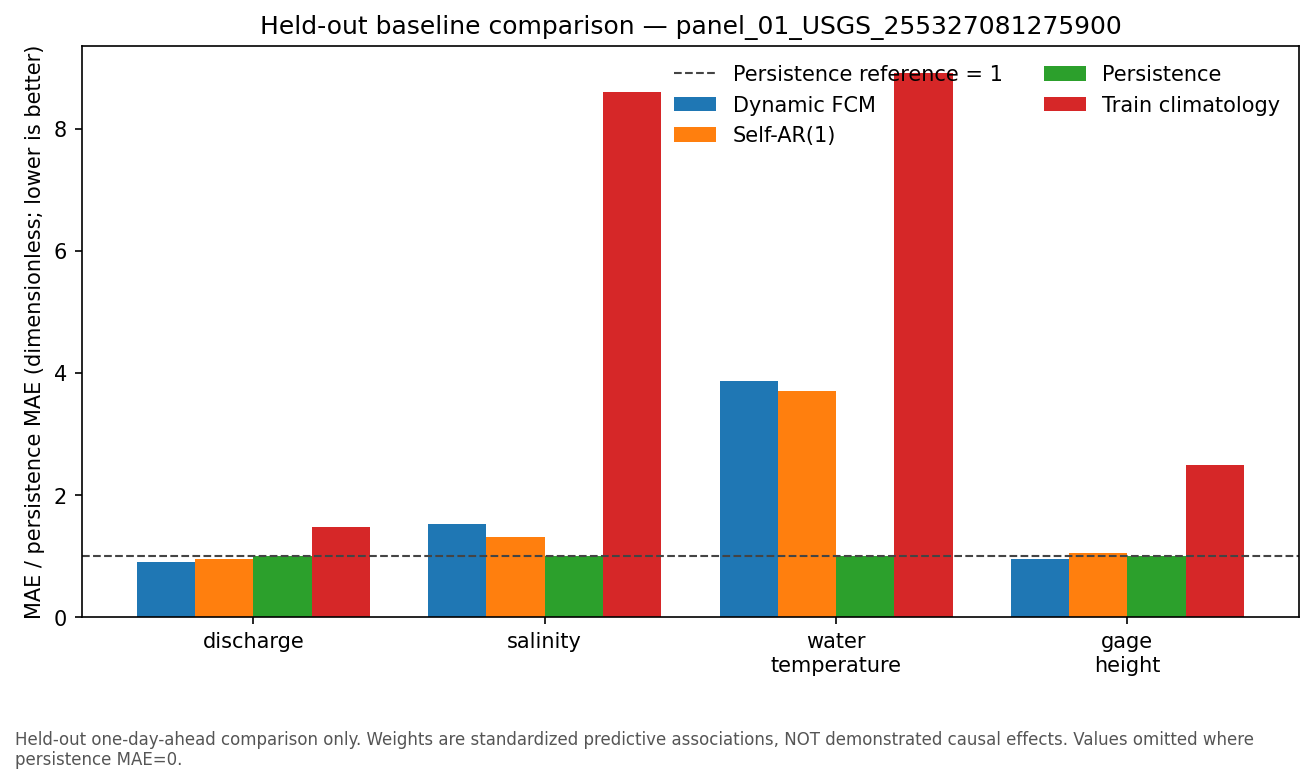 Held-out baseline comparison — panel_01_USGS_255327081275900
MAE / persistence MAE (dimensionless; lower is better)
8
6
4
2
0
Persistence reference = 1
Dynamic FCM
Self-AR(1)
Persistence
Train climatology
discharge
salinity
water
temperature
gage
height
Held-out one-day-ahead comparison only. Weights are standardized predictive associations, NOT demonstrated causal effects. Values omitted where
persistence MAE=0.